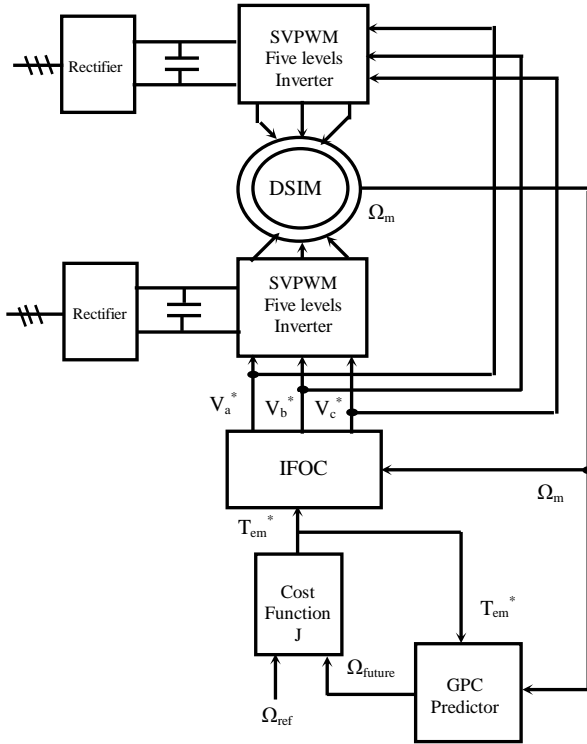 SVPWM
Five levels
Inverter
Rectifier
DSIM
Ωm
SVPWM
Five levels
Inverter
Rectifier
Va* Vb* Vc*
IFOC
Ωm
Tem*
Cost
Function
J
Tem*
Ωfuture
GPC
Predictor
Ωref